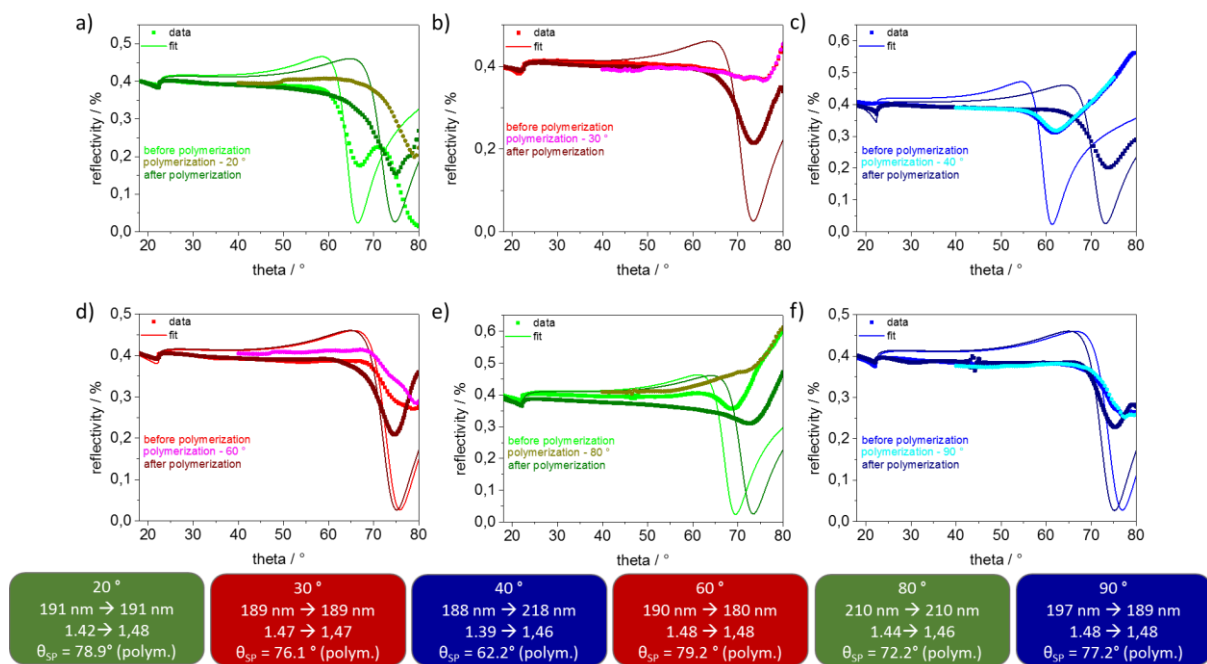 a)
data
fit
before polymerization
polymerization - 20 °
after polymerization
reflectivity / %
0,5
0,4
0,3
0,2
0,1
0,0
20 30 40 50 60 70 80
theta / °
b)
data
fit
before polymerization
polymerization - 30 °
after polymerization
reflectivity / %
0,4
0,2
0,0
20 30 40 50 60 70 80
theta / °
c)
data
fit
before polymerization
polymerization - 40 °
after polymerization
reflectivity / %
0,6
0,5
0,4
0,3
0,2
0,1
0,0
20 30 40 50 60 70 80
theta / °
d)
data
fit
before polymerization
polymerization - 60 °
after polymerization
reflectivity / %
0,5
0,4
0,3
0,2
0,1
0,0
20 30 40 50 60 70 80
theta / °
e)
data
fit
before polymerization
polymerization - 80 °
after polymerization
reflectivity / %
0,6
0,5
0,4
0,3
0,2
0,1
0,0
20 30 40 50 60 70 80
theta / °
f)
data
fit
before polymerization
polymerization - 90 °
after polymerization
reflectivity / %
0,5
0,4
0,3
0,2
0,1
0,0
20 30 40 50 60 70 80
theta / °
20 °
191 nm → 191 nm
1.42→ 1,48
θSP = 78.9° (polym.)
30 °
189 nm → 189 nm
1.47→ 1,47
θSP = 76.1° (polym.)
40 °
188 nm → 218 nm
1.39→ 1,46
θSP = 62.2° (polym.)
60 °
190 nm → 180 nm
1.48 → 1,48
θSP = 79.2° (polym.)
80 °
210 nm → 210 nm
1.44→ 1,46
θSP = 72.2° (polym.)
90 °
197 nm → 189 nm
1.48 → 1,48
θSP = 77.2° (polym.)